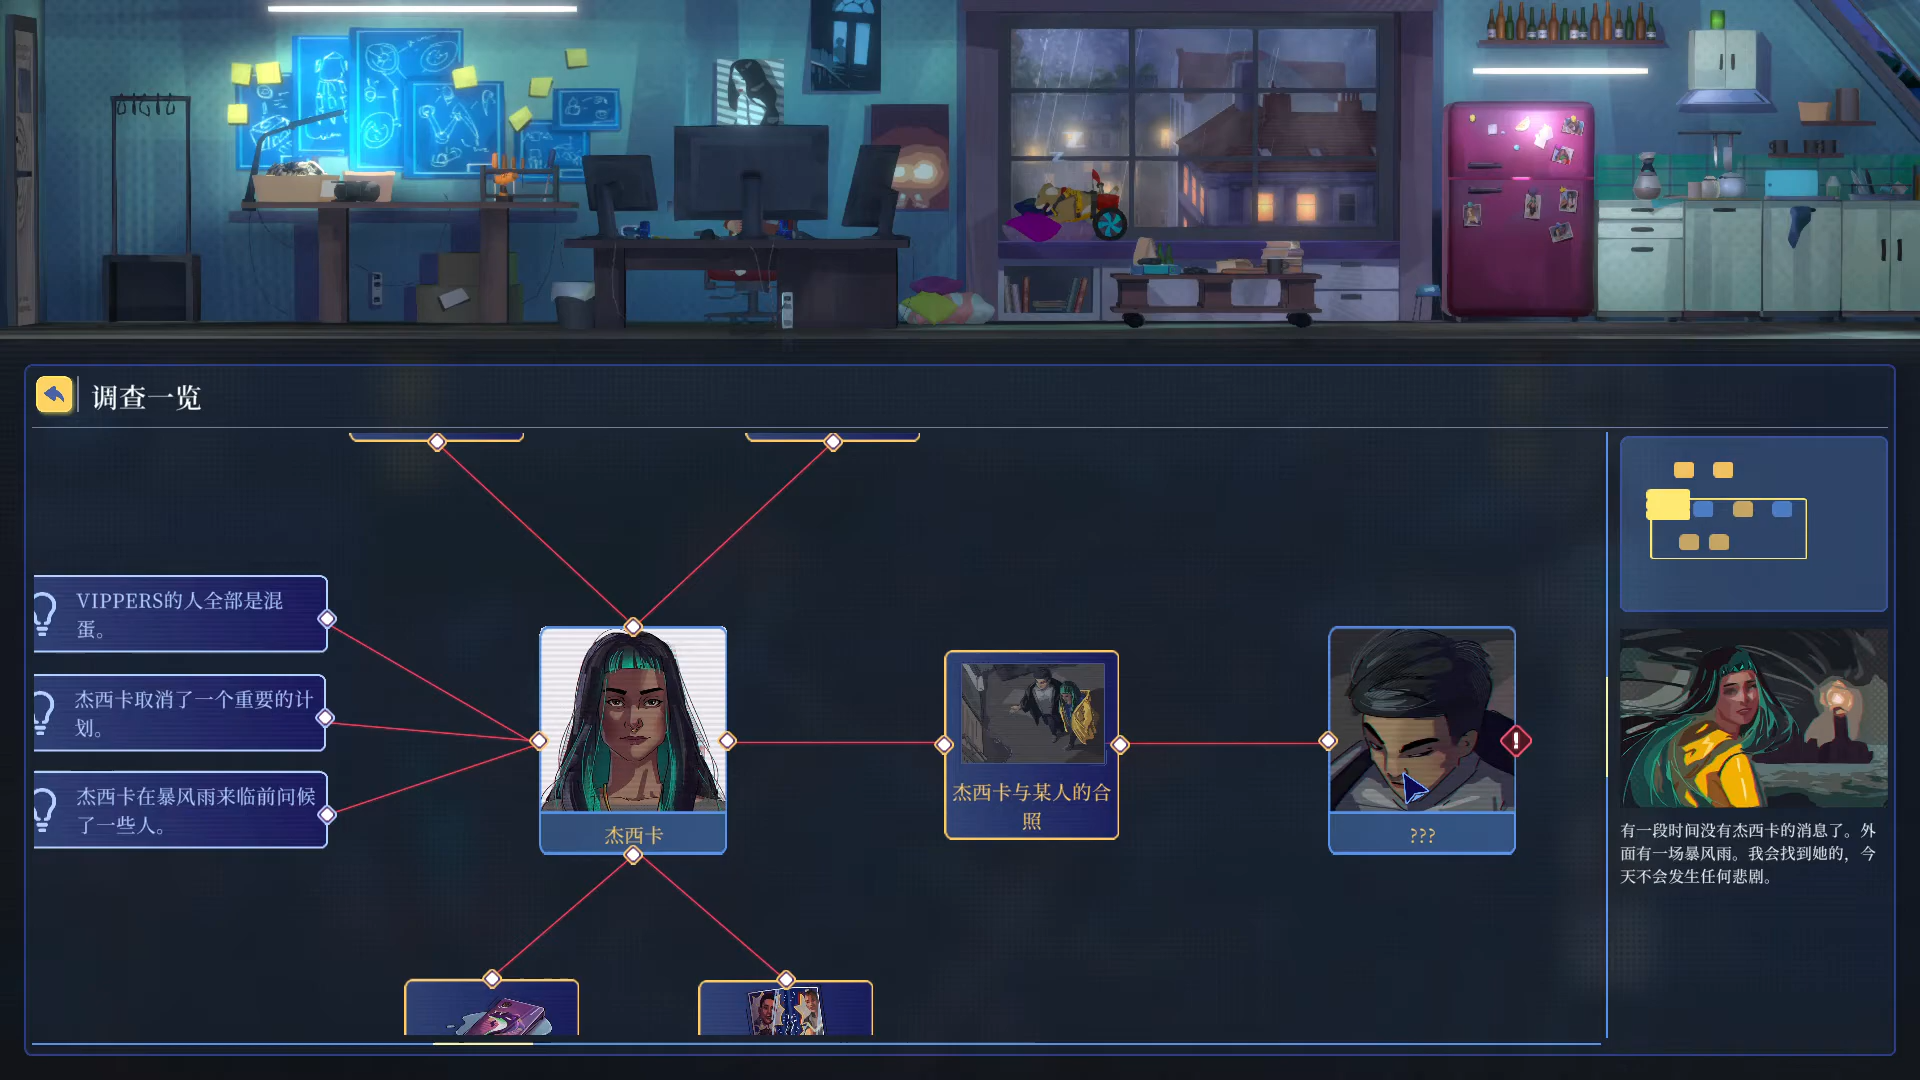 调查一览
VIPPERS的人全部是混
蛋。
杰西卡取消了一个重要的计
划。
杰西卡在暴风雨来临前问候
了一些人。
杰西卡
杰西卡与某人的合
照
???
有一段时间没有杰西卡的消息了。外
面有一场暴风雨。我会找到她的，今
天不会发生任何悲剧。